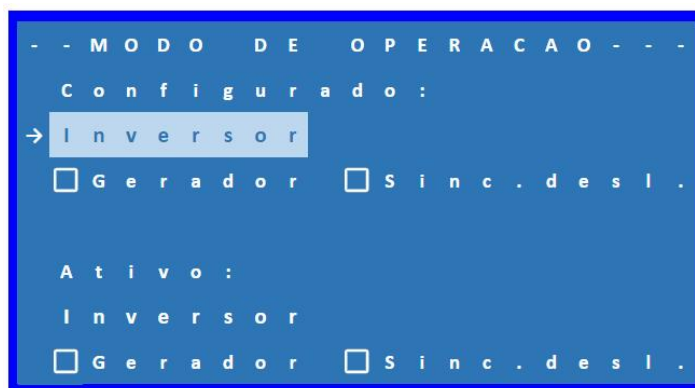 --MODO DE OPERACAO---
Configurado:
→Inversor
☐Gerador ☐Sinc.desl.
Ativo:
Inversor
☐Gerador ☐Sinc.desl.